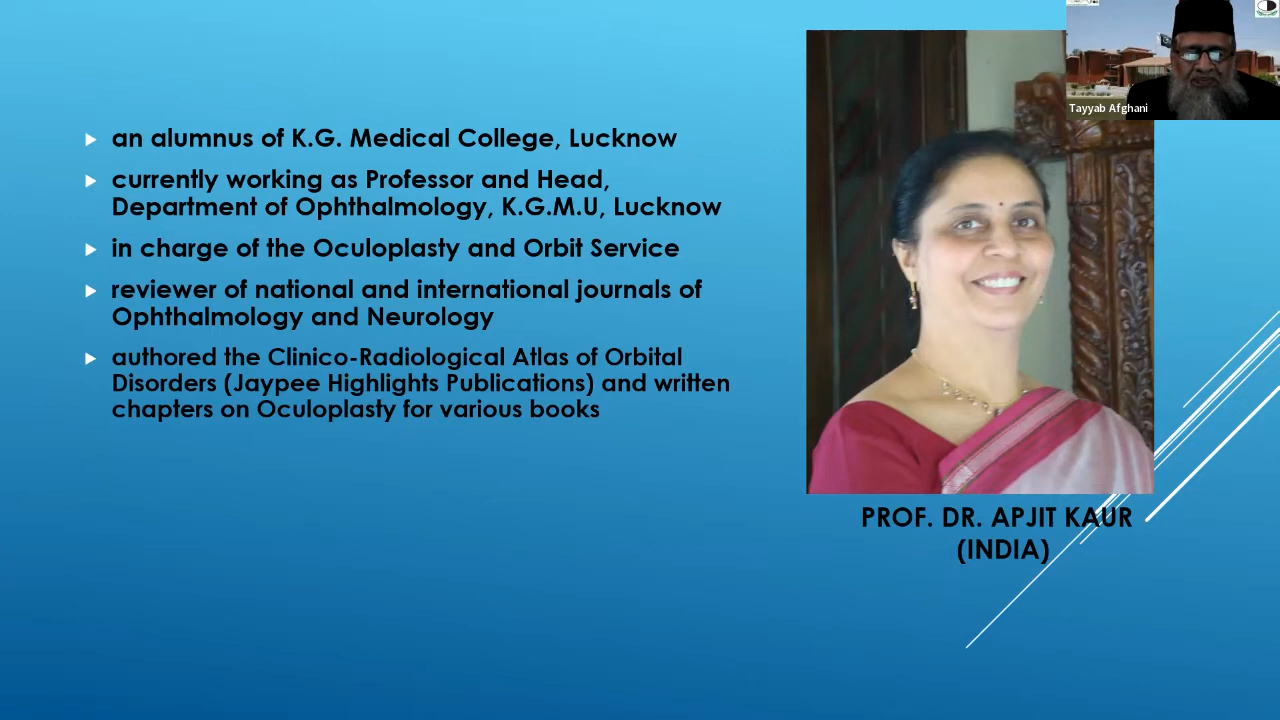 an alumnus of K.G. Medical College, Lucknow
currently working as Professor and Head,
Department of Ophthalmology, K.G.M.U, Lucknow
in charge of the Oculoplasty and Orbit Service
reviewer of national and international journals of
Ophthalmology and Neurology
authored the Clinico-Radiological Atlas of Orbital
Disorders (Jaypee Highlights Publications) and written
chapters on Oculoplasty for various books
Tayyab Afghani
PROF. DR. APJIT KAUR
(INDIA)